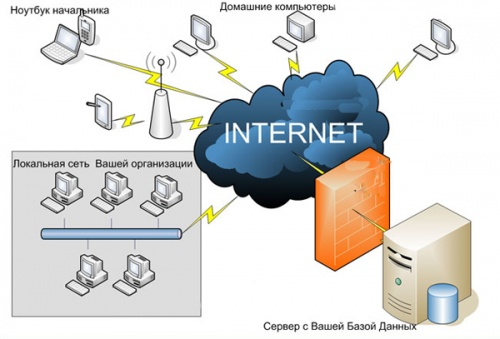 Ноутбук начальника
Домашние компьютеры
INTERNET
Локальная сеть Вашей организации
Сервер с Вашей Базой Данных